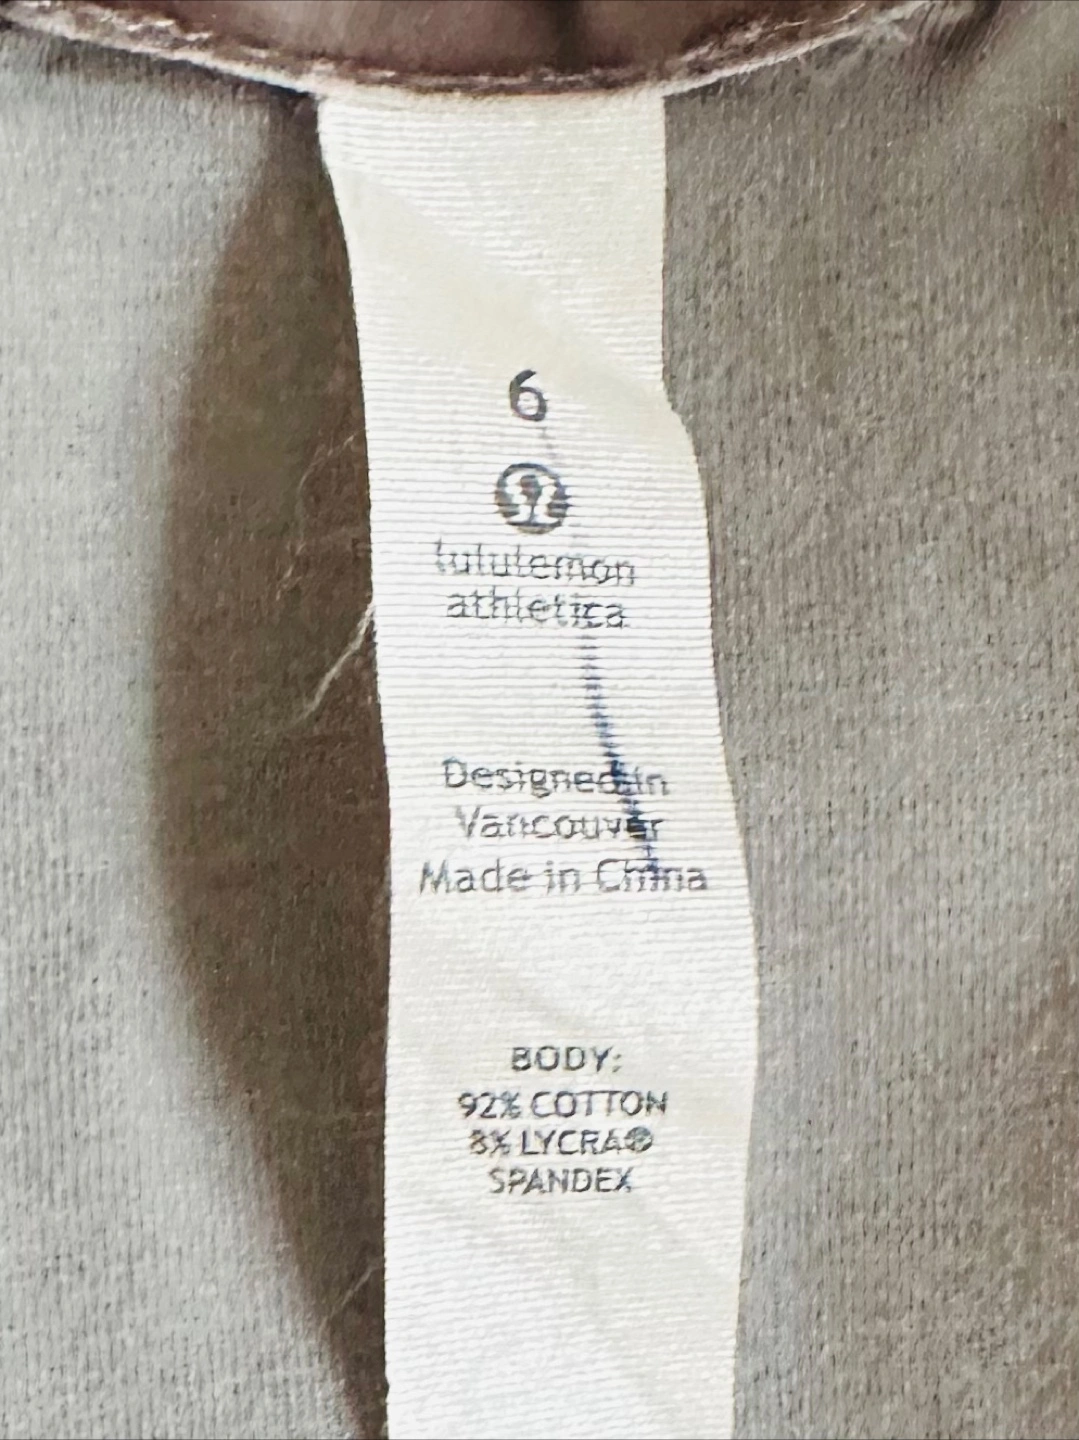 6
lululemon
athletica
Designed in
Vancouver
Made in China
BODY:
92% COTTON
8% LYCRA®
SPANDEX